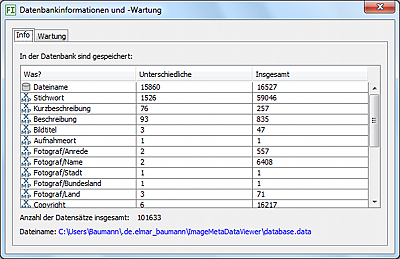 FI Datenbankinformationen und -Wartung
Info Wartung
In der Datenbank sind gespeichert:
Was? Unterschiedliche Insgesamt
Dateiname 15860 16527
Stichwort 1526 59046
Kurzbeschreibung 76 257
Beschreibung 93 835
Bildtitel 3 47
Aufnahmeort 1 1
Fotograf/Anrede 2 557
Fotograf/Name 2 6408
Fotograf/Stadt 1 1
Fotograf/Bundesland 1 1
Fotograf/Land 3 71
Copyright 6 16217
Anzahl der Datensätze insgesamt: 101633
Dateiname: C:\Users\Baumann\.de.elmar_baumann\ImageMetaDataViewer\database.data